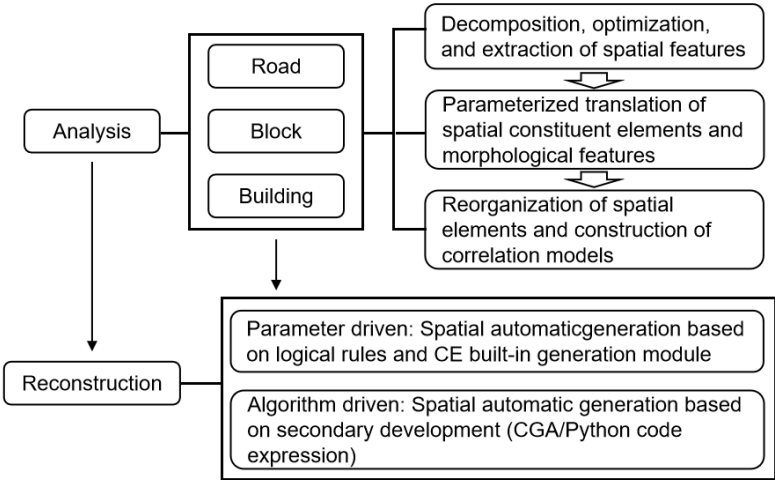 Decomposition, optimization,
and extraction of spatial features
Road
Analysis
Block
Parameterized translation of
spatial constituent elements and
morphological features
Building
Reorganization of spatial
elements and construction of
correlation models
Parameter driven: Spatial automaticgeneration based
on logical rules and CE built-in generation module
Reconstruction
Algorithm driven: Spatial automatic generation based
on secondary development (CGA/Python code
expression)